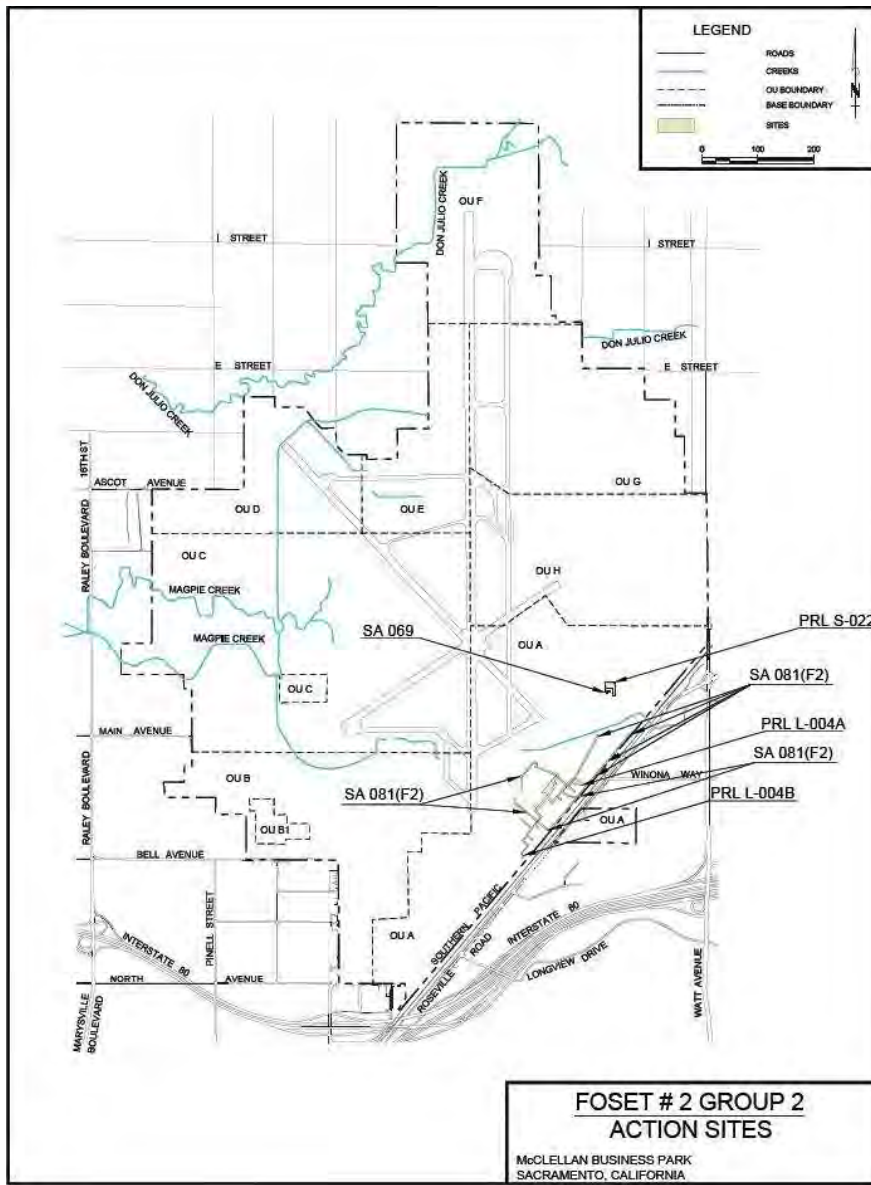 LEGEND
ROADS
CREEKS
OU BOUNDARY
BASE BOUNDARY
SITES
N
0 100 200
OU F
DON JULIO CREEK
I STREET
I STREET
DON JULIO CREEK
E STREET
E STREET
DON JULIO CREEK
16TH ST
ASCOT AVENUE
OU G
OU D
OU E
RALEY BOULEVARD
OU C
OU H
MAGPIE CREEK
MAGPIE CREEK
SA 069
PRL S-022
OU A
OU C
SA 081(F2)
MAIN AVENUE
PRL L-004A
OU B
WINONA WAY
SA 081(F2)
SA 081(F2)
PRL L-004B
OU A
RALEY BOULEVARD
OU B1
BELL AVENUE
PINELL STREET
OU A
SOUTHERN PACIFIC
ROSEVILLE ROAD
INTERSTATE 80
INTERSTATE 80
LONGVIEW DRIVE
WATT AVENUE
NORTH AVENUE
MARYSVILLE
BOULEVARD
FOSET # 2 GROUP 2
ACTION SITES
McCLELLAN BUSINESS PARK
SACRAMENTO, CALIFORNIA